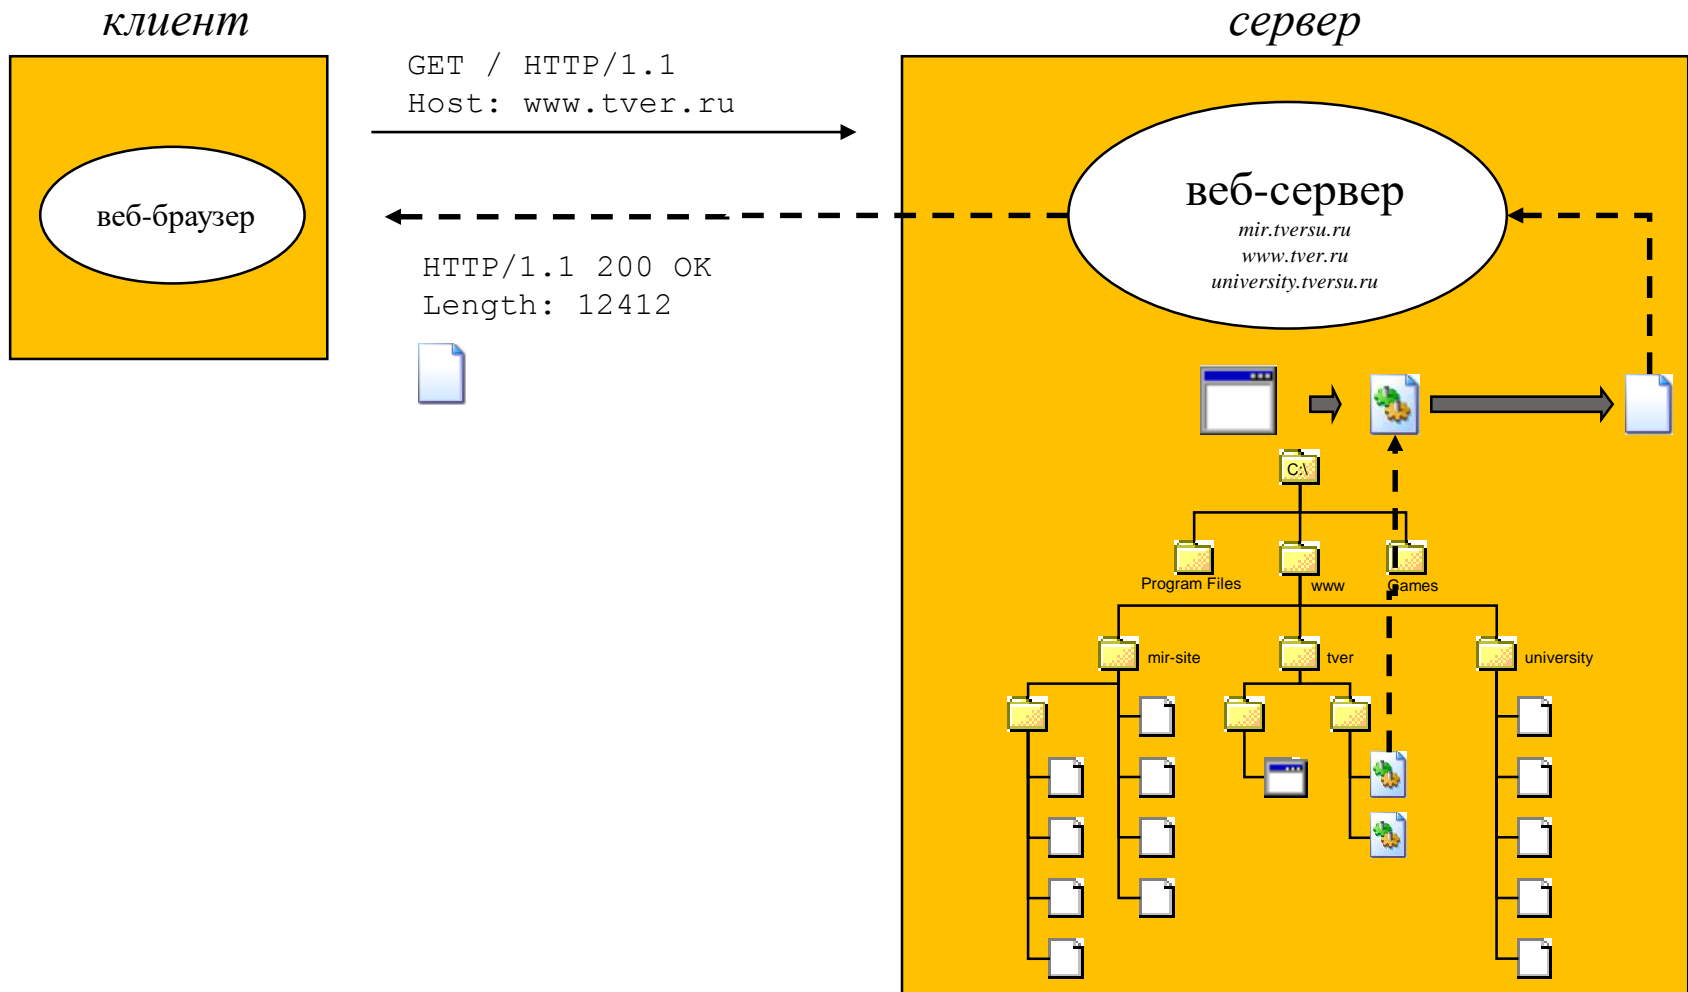 клиент
сервер
GET / HTTP/1.1
Host: www.tver.ru
веб-браузер
веб-сервер
mir.tversu.ru
www.tver.ru
university.tversu.ru
HTTP/1.1 200 OK
Length: 12412
C:\
Program Files
www
Games
mir-site
tver
university